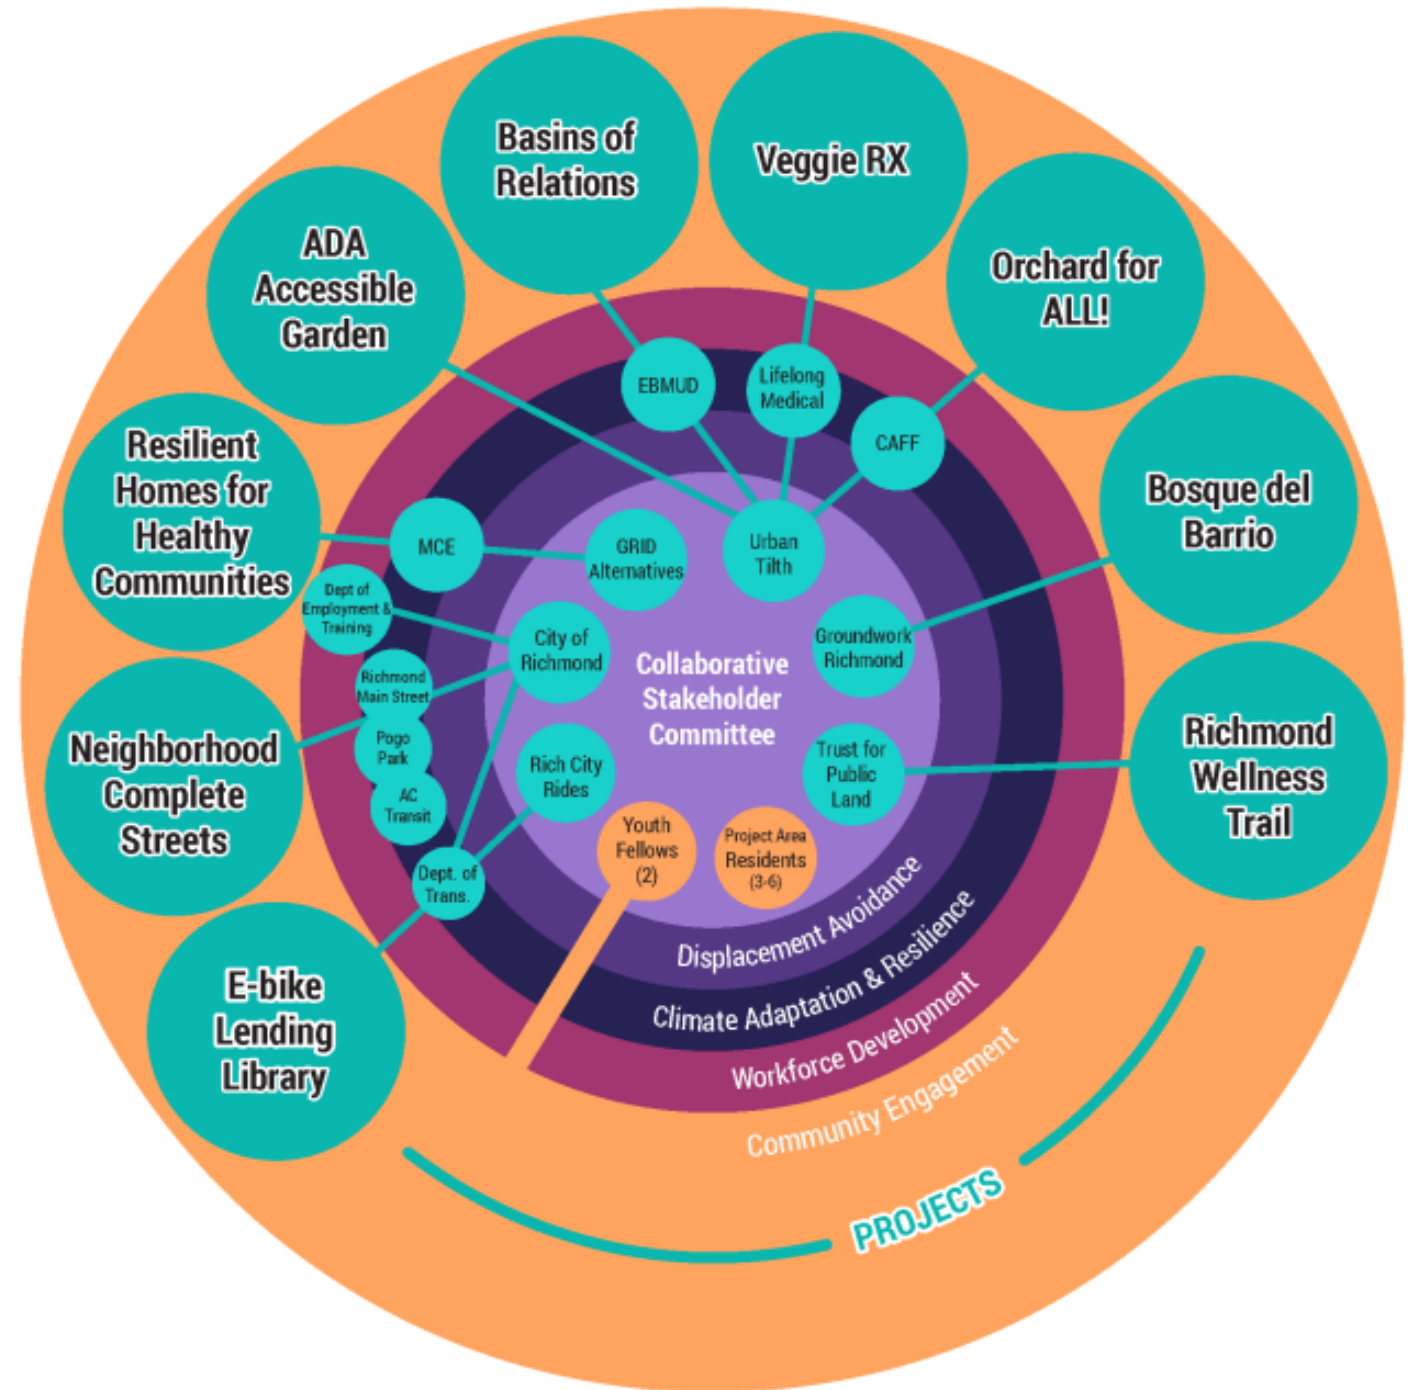 Basins of
Relations
Veggie RX
ADA
Accessible
Garden
Orchard for
ALL!
Resilient
Homes for
Healthy
Communities
Bosque del
Barrio
Neighborhood
Complete
Streets
Richmond
Wellness
Trail
E-bike
Lending
Library
EBMUD
Lifelong
Medical
CAFF
MCE
GRID
Alternatives
Urban
Tilth
Dept of
Employment &
Training
City of
Richmond
Groundwork
Richmond
Richmond
Main Street
Pogo
Park
AC
Transit
Dept. of
Trans.
Rich City
Rides
Trust for
Public
Land
Youth
Fellows
(2)
Project Area
Residents
(3-6)
Collaborative
Stakeholder
Committee
Displacement Avoidance
Climate Adaptation & Resilience
Workforce Development
Community Engagement
PROJECTS